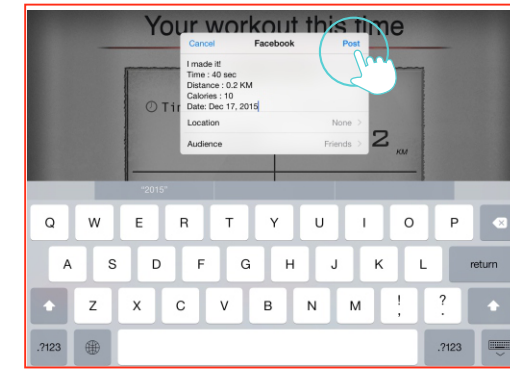 Your workout this time
Cancel Facebook Post
I made it!
Time : 40 sec
Distance : 0.2 KM
Calories : 10
Date: Dec 17, 2015
Location None >
Audience Friends >
2 KM
"2015"
Q W E R T Y U I O P
A S D F G H J K L return
Z X C V B N M ! , ? .
.?123 .?123